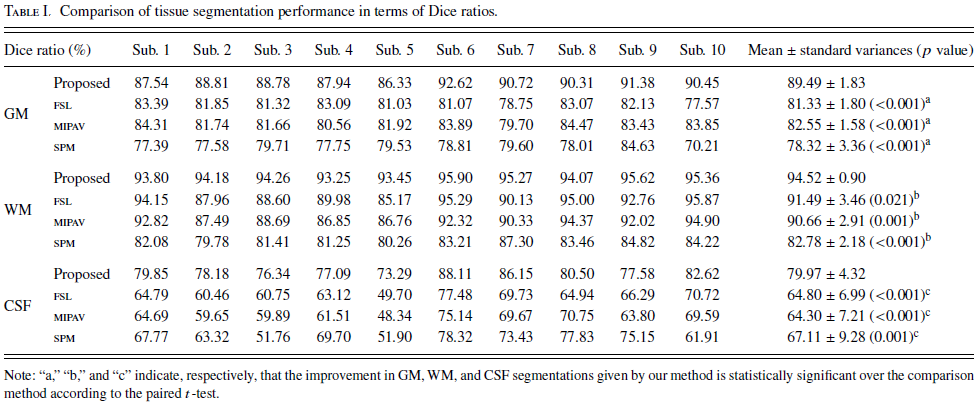 TABLE I. Comparison of tissue segmentation performance in terms of Dice ratios.
Dice ratio (%) Sub. 1 Sub. 2 Sub. 3 Sub. 4 Sub. 5 Sub. 6 Sub. 7 Sub. 8 Sub. 9 Sub. 10 Mean ± standard variances (p value)
GM
Proposed 87.54 88.81 88.78 87.94 86.33 92.62 90.72 90.31 91.38 90.45 89.49 ± 1.83
FSL 83.39 81.85 81.32 83.09 81.03 81.07 78.75 83.07 82.13 77.57 81.33 ± 1.80 (<0.001)a
MIPAV 84.31 81.74 81.66 80.56 81.92 83.89 79.70 84.47 83.43 83.85 82.55 ± 1.58 (<0.001)a
SPM 77.39 77.58 79.71 77.75 79.53 78.81 79.60 78.01 84.63 70.21 78.32 ± 3.36 (<0.001)a
WM
Proposed 93.80 94.18 94.26 93.25 93.45 95.90 95.27 94.07 95.62 95.36 94.52 ± 0.90
FSL 94.15 87.96 88.60 89.98 85.17 95.29 90.13 95.00 92.76 95.87 91.49 ± 3.46 (0.021)b
MIPAV 92.82 87.49 88.69 86.85 86.76 92.32 90.33 94.37 92.02 94.90 90.66 ± 2.91 (0.001)b
SPM 82.08 79.78 81.41 81.25 80.26 83.21 87.30 83.46 84.82 84.22 82.78 ± 2.18 (<0.001)b
CSF
Proposed 79.85 78.18 76.34 77.09 73.29 88.11 86.15 80.50 77.58 82.62 79.97 ± 4.32
FSL 64.79 60.46 60.75 63.12 49.70 77.48 69.73 64.94 66.29 70.72 64.80 ± 6.99 (<0.001)c
MIPAV 64.69 59.65 59.89 61.51 48.34 75.14 69.67 70.75 63.80 69.59 64.30 ± 7.21 (<0.001)c
SPM 67.77 63.32 51.76 69.70 51.90 78.32 73.43 77.83 75.15 61.91 67.11 ± 9.28 (0.001)c
Note: “a,” “b,” and “c” indicate, respectively, that the improvement in GM, WM, and CSF segmentations given by our method is statistically significant over the comparison
method according to the paired t-test.